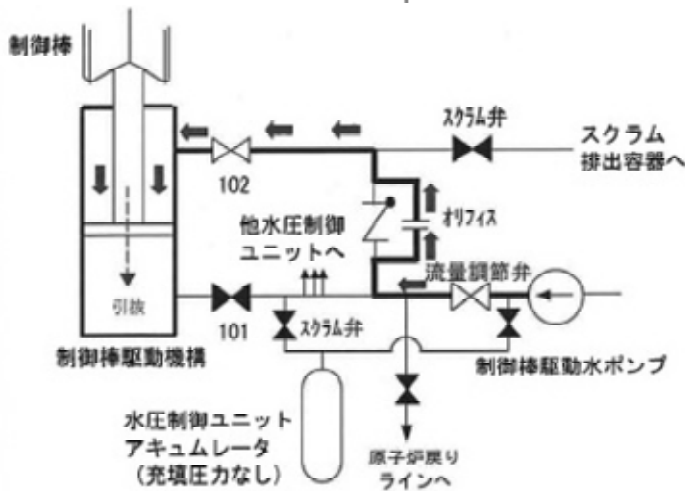 制御棒
スクラム弁
スクラム
排出容器へ
102
他水圧制御
ユニットへ
オリフィス
流量調節弁
引抜
101
スクラム弁
制御棒駆動機構
制御棒駆動水ポンプ
水圧制御ユニット
アキュムレータ
（充填圧力なし）
原子炉戻り
ラインへ